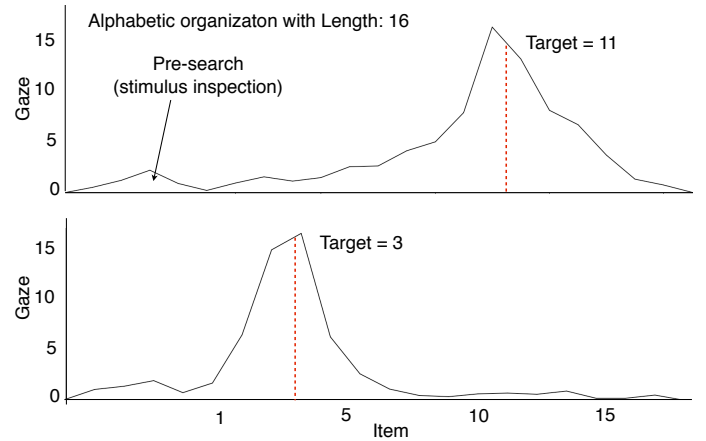 Alphabetic organizaton with Length: 16
15
Target = 11
Pre-search
(stimulus inspection)
10
Gaze
5
0
15
Target = 3
10
Gaze
5
0
1 5 10 15
Item